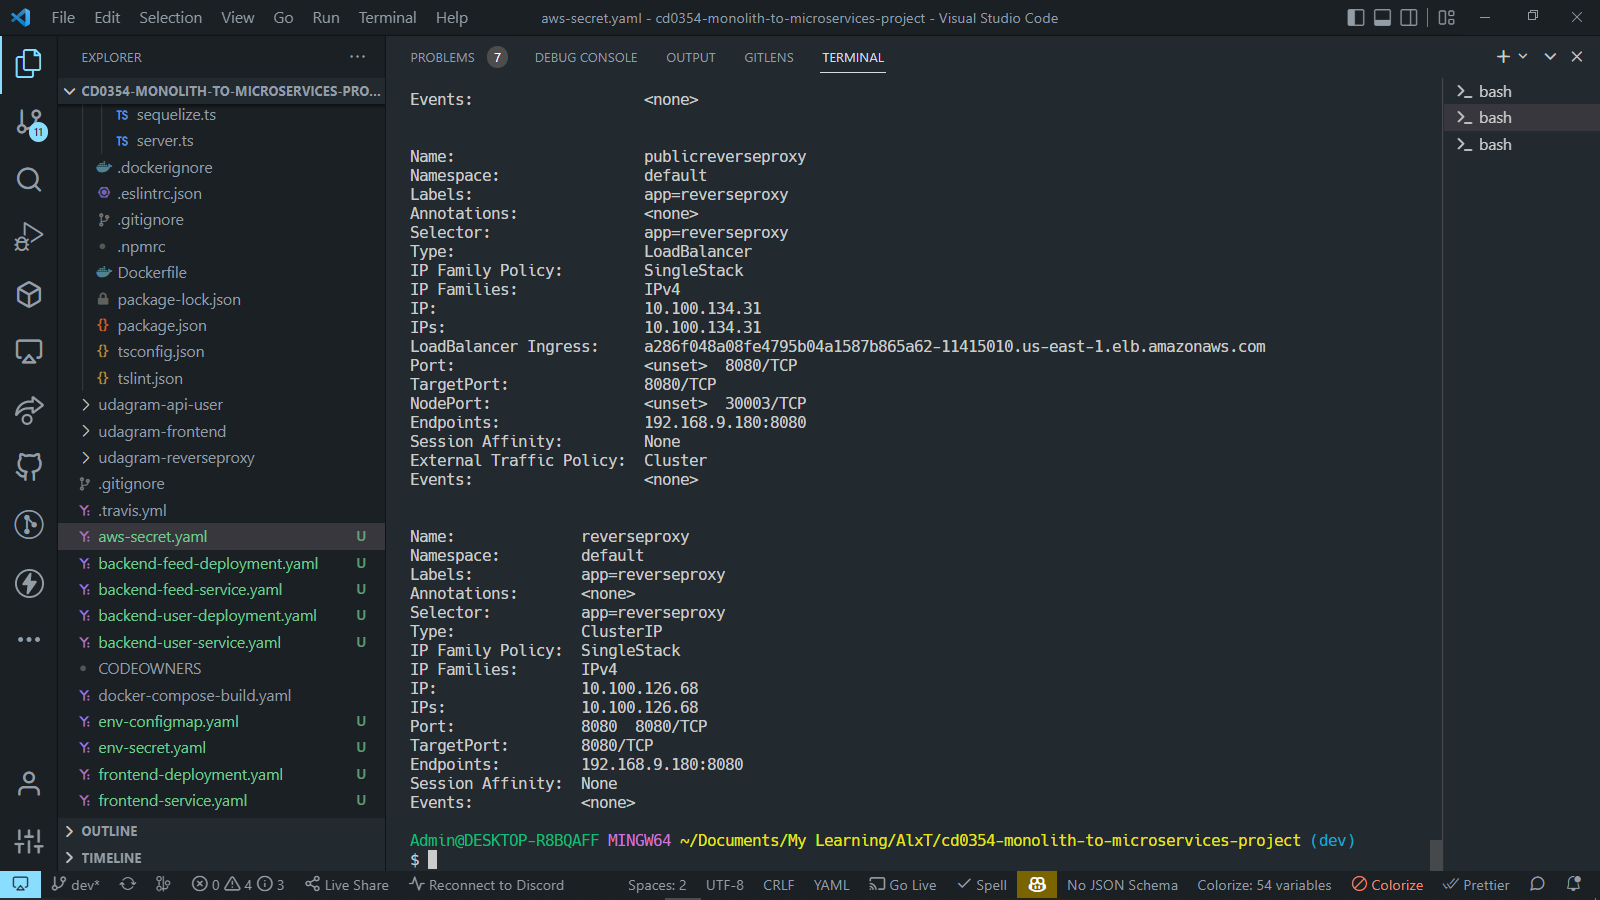 File Edit Selection View Go Run Terminal Help
aws-secret.yaml - cd0354-monolith-to-microservices-project - Visual Studio Code
EXPLORER
CD0354-MONOLITH-TO-MICROSERVICES-PRO...
TS sequelize.ts
TS server.ts
.dockerignore
.eslintrc.json
.gitignore
.npmrc
Dockerfile
package-lock.json
{} package.json
{} tsconfig.json
{} tslint.json
udagram-api-user
udagram-frontend
udagram-reverseproxy
.gitignore
Y: .travis.yml
Y: aws-secret.yaml U
Y: backend-feed-deployment.yaml U
Y: backend-feed-service.yaml U
Y: backend-user-deployment.yaml U
Y: backend-user-service.yaml U
CODEOWNERS
Y: docker-compose-build.yaml
Y: env-configmap.yaml U
Y: env-secret.yaml U
Y: frontend-deployment.yaml U
Y: frontend-service.yaml U
OUTLINE
TIMELINE
11
PROBLEMS 7 DEBUG CONSOLE OUTPUT GITLENS TERMINAL
Events: <none>
Name: publicreverseproxy
Namespace: default
Labels: app=reverseproxy
Annotations: <none>
Selector: app=reverseproxy
Type: LoadBalancer
IP Family Policy: SingleStack
IP Families: IPv4
IP: 10.100.134.31
IPs: 10.100.134.31
LoadBalancer Ingress: a286f048a08fe4795b04a1587b865a62-11415010.us-east-1.elb.amazonaws.com
Port: <unset> 8080/TCP
TargetPort: 8080/TCP
NodePort: <unset> 30003/TCP
Endpoints: 192.168.9.180:8080
Session Affinity: None
External Traffic Policy: Cluster
Events: <none>
Name: reverseproxy
Namespace: default
Labels: app=reverseproxy
Annotations: <none>
Selector: app=reverseproxy
Type: ClusterIP
IP Family Policy: SingleStack
IP Families: IPv4
IP: 10.100.126.68
IPs: 10.100.126.68
Port: 8080 8080/TCP
TargetPort: 8080/TCP
Endpoints: 192.168.9.180:8080
Session Affinity: None
Events: <none>
Admin@DESKTOP-R8BQAFF MINGW64 ~/Documents/My Learning/AlxT/cd0354-monolith-to-microservices-project (dev)
$
bash
bash
bash
dev* 0 4 3 Live Share Reconnect to Discord Spaces: 2 UTF-8 CRLF YAML Go Live Spell No JSON Schema Colorize: 54 variables Colorize Prettier